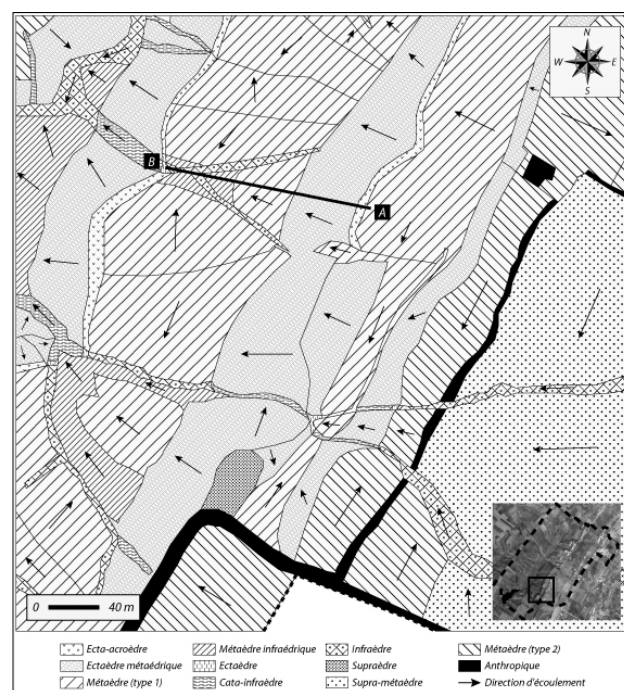 N
W E
S
B
A
0 40 m
Ecta-acroèdre Métaèdre infraédrique Infraèdre Métaèdre (type 2)
Ectaèdre métaédrique Ectaèdre Supraèdre Anthropique
Métaèdre (type 1) Cata-infraèdre Supra-métaèdre Direction d'écoulement